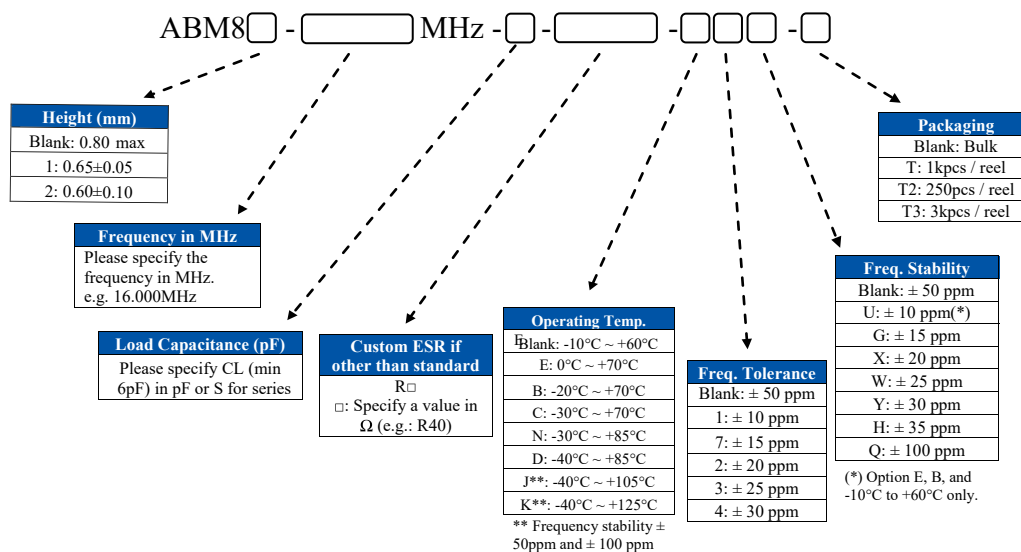 ABM8□ - □ MHz - □ - □ - □□□ - □
Height (mm)
Blank: 0.80 max
1: 0.65±0.05
2: 0.60±0.10
Frequency in MHz
Please specify the
frequency in MHz.
e.g. 16.000MHz
Load Capacitance (pF)
Please specify CL (min
6pF) in pF or S for series
Custom ESR if
other than standard
R□
□: Specify a value in
Ω (e.g.: R40)
Operating Temp.
Blank: -10°C ~ +60°C
E: 0°C ~ +70°C
B: -20°C ~ +70°C
C: -30°C ~ +70°C
N: -30°C ~ +85°C
D: -40°C ~ +85°C
J**: -40°C ~ +105°C
K**: -40°C ~ +125°C
** Frequency stability ±
50ppm and ± 100 ppm
Freq. Tolerance
Blank: ± 50 ppm
1: ± 10 ppm
7: ± 15 ppm
2: ± 20 ppm
3: ± 25 ppm
4: ± 30 ppm
Freq. Stability
Blank: ± 50 ppm
U: ± 10 ppm(*)
G: ± 15 ppm
X: ± 20 ppm
W: ± 25 ppm
Y: ± 30 ppm
H: ± 35 ppm
Q: ± 100 ppm
(*) Option E, B, and
-10°C to +60°C only.
Packaging
Blank: Bulk
T: 1kpcs / reel
T2: 250pcs / reel
T3: 3kpcs / reel